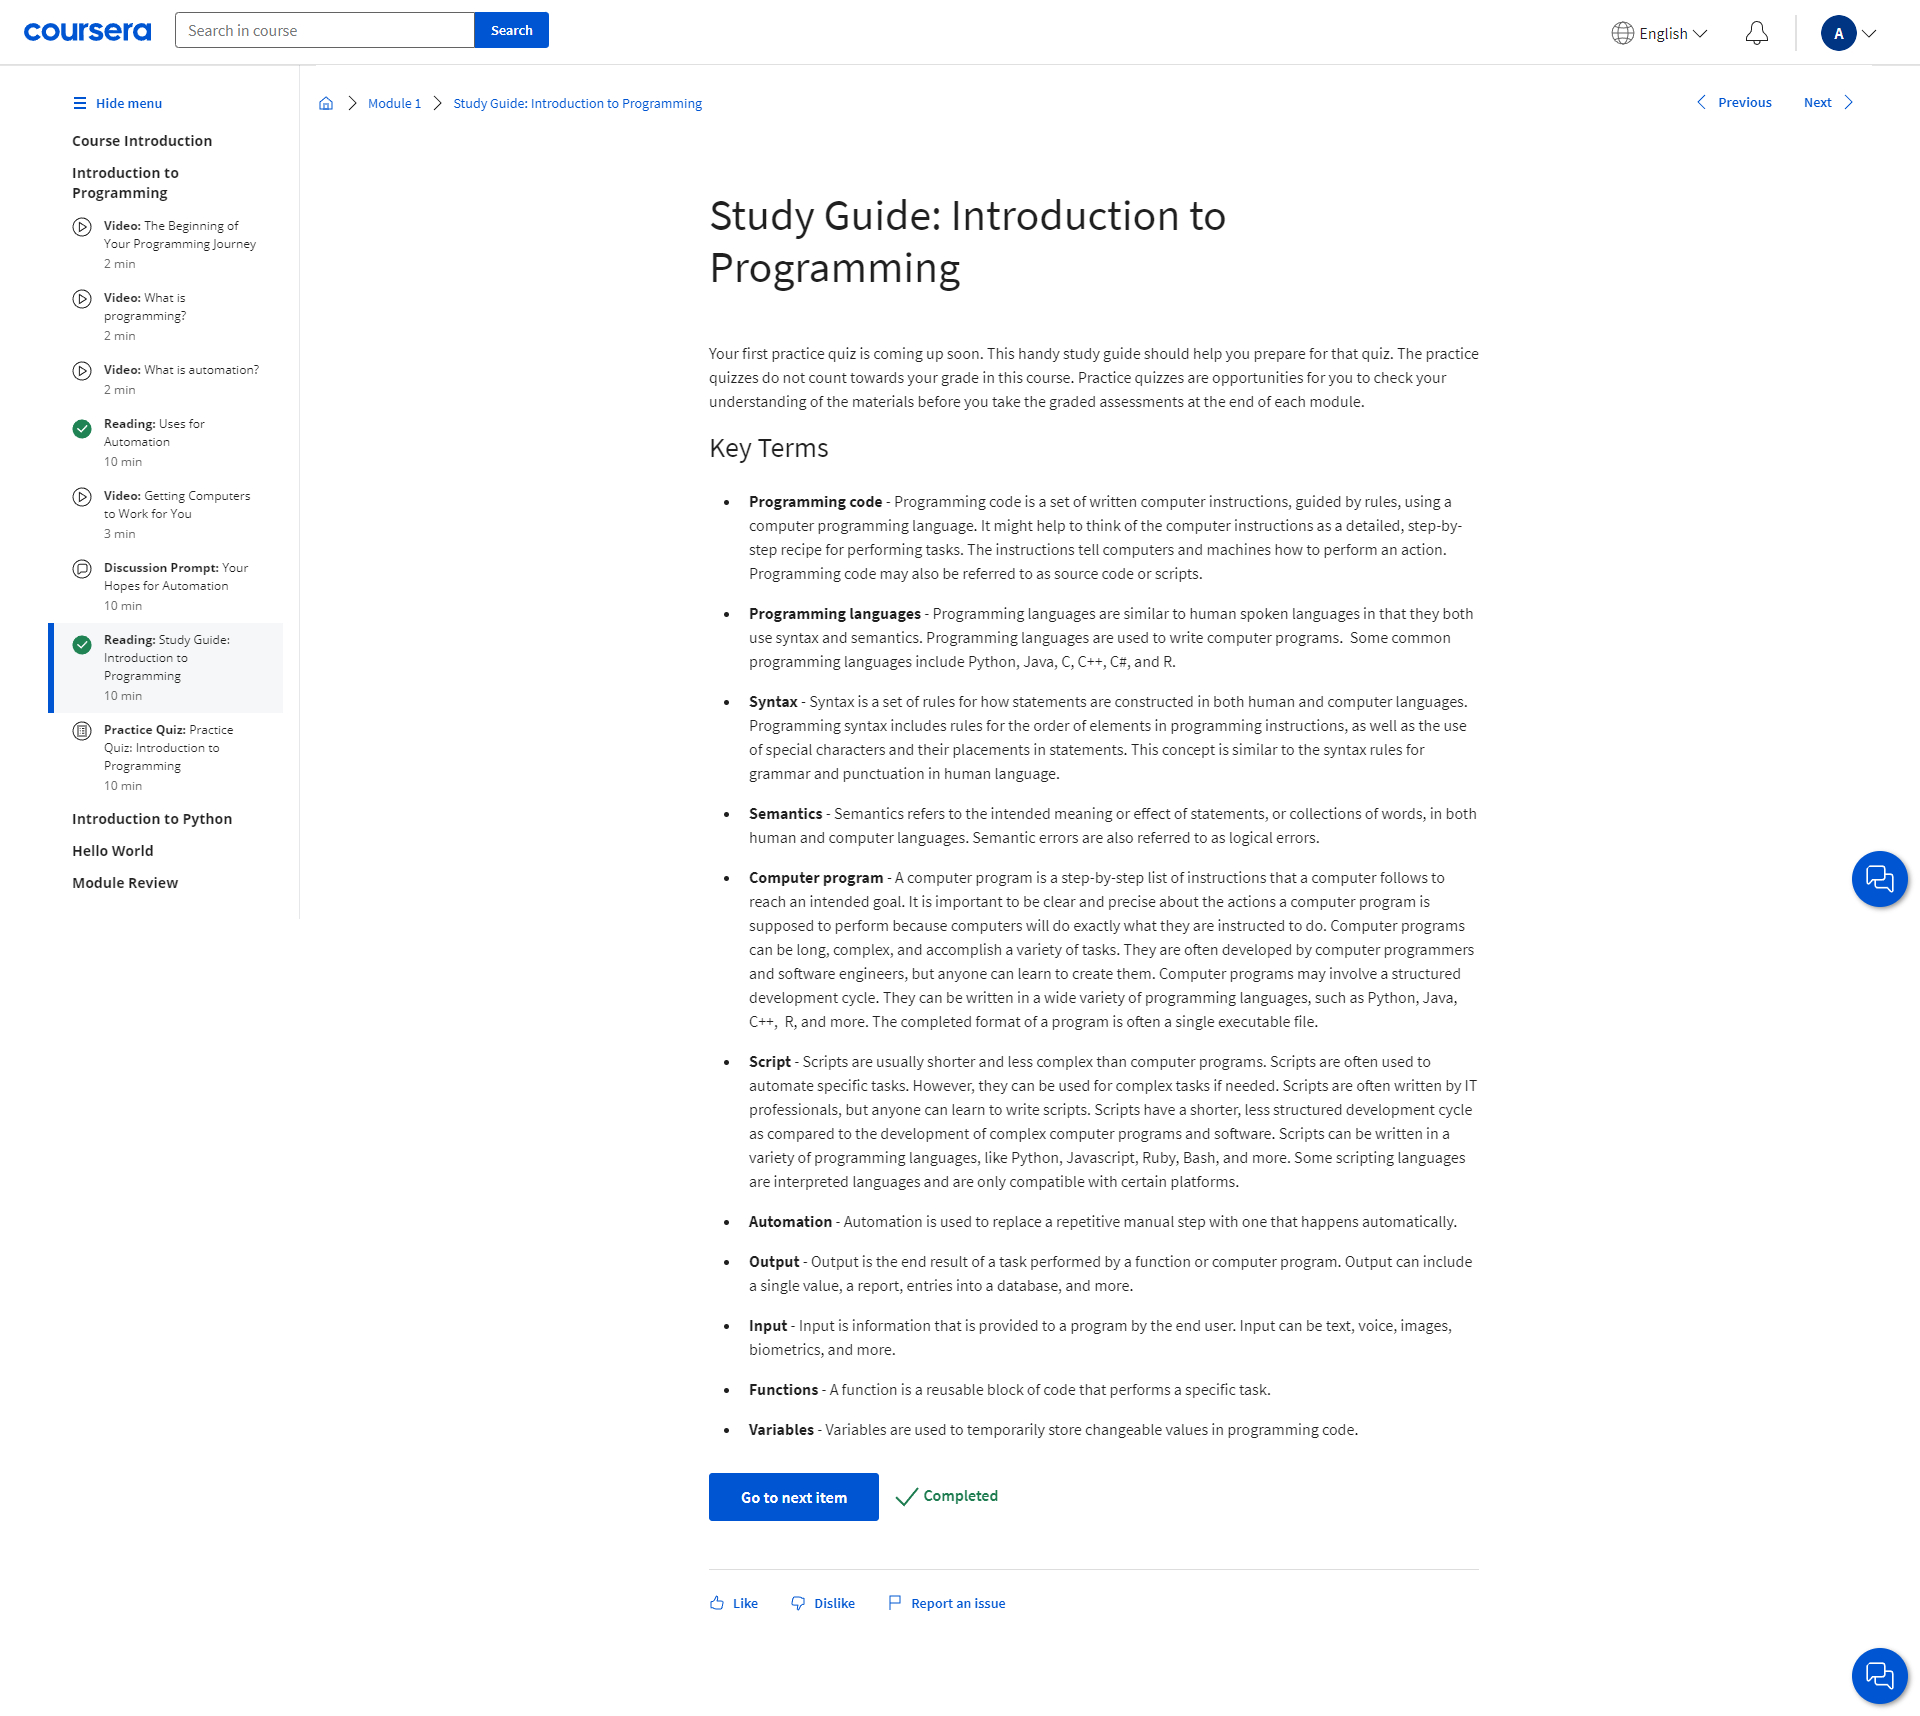 coursera
Search in course
Search
English
A
Hide menu
Course Introduction
Introduction to
Programming
Video: The Beginning of
Your Programming Journey
2 min
Video: What is
programming?
2 min
Video: What is automation?
2 min
Reading: Uses for
Automation
10 min
Video: Getting Computers
to Work for You
3 min
Discussion Prompt: Your
Hopes for Automation
10 min
Reading: Study Guide:
Introduction to
Programming
10 min
Practice Quiz: Practice
Quiz: Introduction to
Programming
10 min
Introduction to Python
Hello World
Module Review
Module 1
Study Guide: Introduction to Programming
Previous
Next
Study Guide: Introduction to
Programming
Your first practice quiz is coming up soon. This handy study guide should help you prepare for that quiz. The practice
quizzes do not count towards your grade in this course. Practice quizzes are opportunities for you to check your
understanding of the materials before you take the graded assessments at the end of each module.
Key Terms
• Programming code - Programming code is a set of written computer instructions, guided by rules, using a
computer programming language. It might help to think of the computer instructions as a detailed, step-by-
step recipe for performing tasks. The instructions tell computers and machines how to perform an action.
Programming code may also be referred to as source code or scripts.
• Programming languages - Programming languages are similar to human spoken languages in that they both
use syntax and semantics. Programming languages are used to write computer programs.  Some common
programming languages include Python, Java, C, C++, C#, and R.
• Syntax - Syntax is a set of rules for how statements are constructed in both human and computer languages.
Programming syntax includes rules for the order of elements in programming instructions, as well as the use
of special characters and their placements in statements. This concept is similar to the syntax rules for
grammar and punctuation in human language.
• Semantics - Semantics refers to the intended meaning or effect of statements, or collections of words, in both
human and computer languages. Semantic errors are also referred to as logical errors.
• Computer program - A computer program is a step-by-step list of instructions that a computer follows to
reach an intended goal. It is important to be clear and precise about the actions a computer program is
supposed to perform because computers will do exactly what they are instructed to do. Computer programs
can be long, complex, and accomplish a variety of tasks. They are often developed by computer programmers
and software engineers, but anyone can learn to create them. Computer programs may involve a structured
development cycle. They can be written in a wide variety of programming languages, such as Python, Java,
C++,  R, and more. The completed format of a program is often a single executable file.
• Script - Scripts are usually shorter and less complex than computer programs. Scripts are often used to
automate specific tasks. However, they can be used for complex tasks if needed. Scripts are often written by IT
professionals, but anyone can learn to write scripts. Scripts have a shorter, less structured development cycle
as compared to the development of complex computer programs and software. Scripts can be written in a
variety of programming languages, like Python, Javascript, Ruby, Bash, and more. Some scripting languages
are interpreted languages and are only compatible with certain platforms.
• Automation - Automation is used to replace a repetitive manual step with one that happens automatically.
• Output - Output is the end result of a task performed by a function or computer program. Output can include
a single value, a report, entries into a database, and more.
• Input - Input is information that is provided to a program by the end user. Input can be text, voice, images,
biometrics, and more.
• Functions - A function is a reusable block of code that performs a specific task.
• Variables - Variables are used to temporarily store changeable values in programming code.
Go to next item
Completed
Like
Dislike
Report an issue